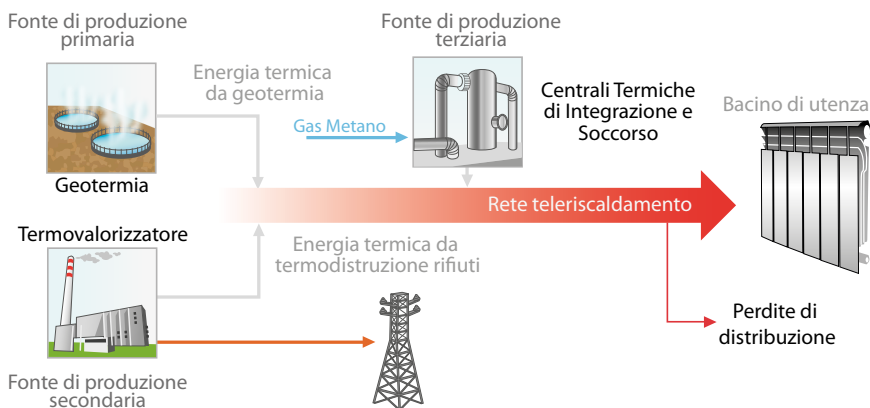 Fonte di produzione
primaria
Geotermia
Energia termica
da geotermia
Gas Metano
Fonte di produzione
terziaria
Centrali Termiche
di Integrazione e
Soccorso
Bacino di utenza
Rete teleriscaldamento
Termovalorizzatore
Energia termica da
termodistruzione rifiuti
Fonte di produzione
secondaria
Perdite di
distribuzione